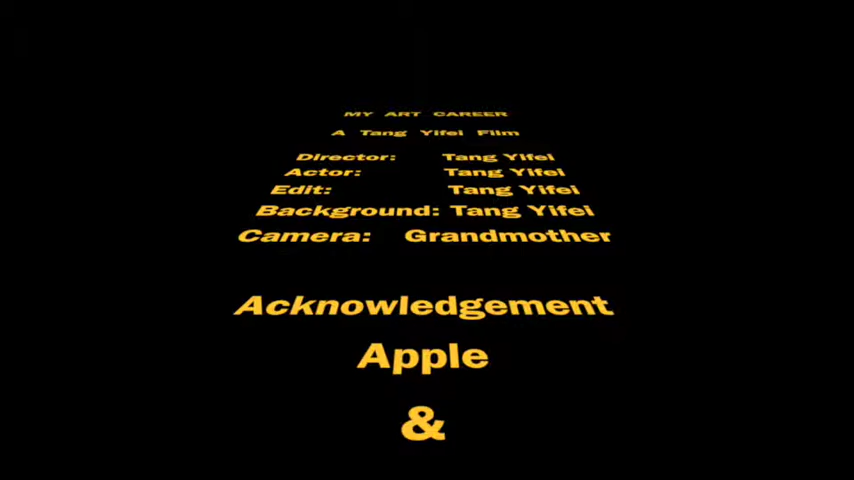 MY ART CAREER
A Tang Yifei Film
Director: Tang Yifei
Actor: Tang Yifei
Edit: Tang Yifei
Background: Tang Yifei
Camera: Grandmother
Acknowledgement
Apple
&